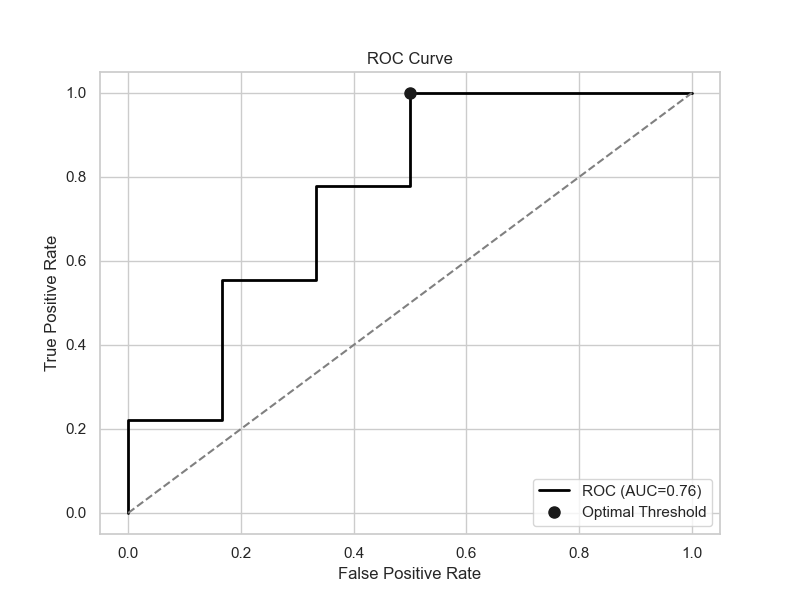 ROC Curve
1.0
0.8
0.6
0.4
0.2
0.0
True Positive Rate
0.0 0.2 0.4 0.6 0.8 1.0
False Positive Rate
ROC (AUC=0.76)
Optimal Threshold